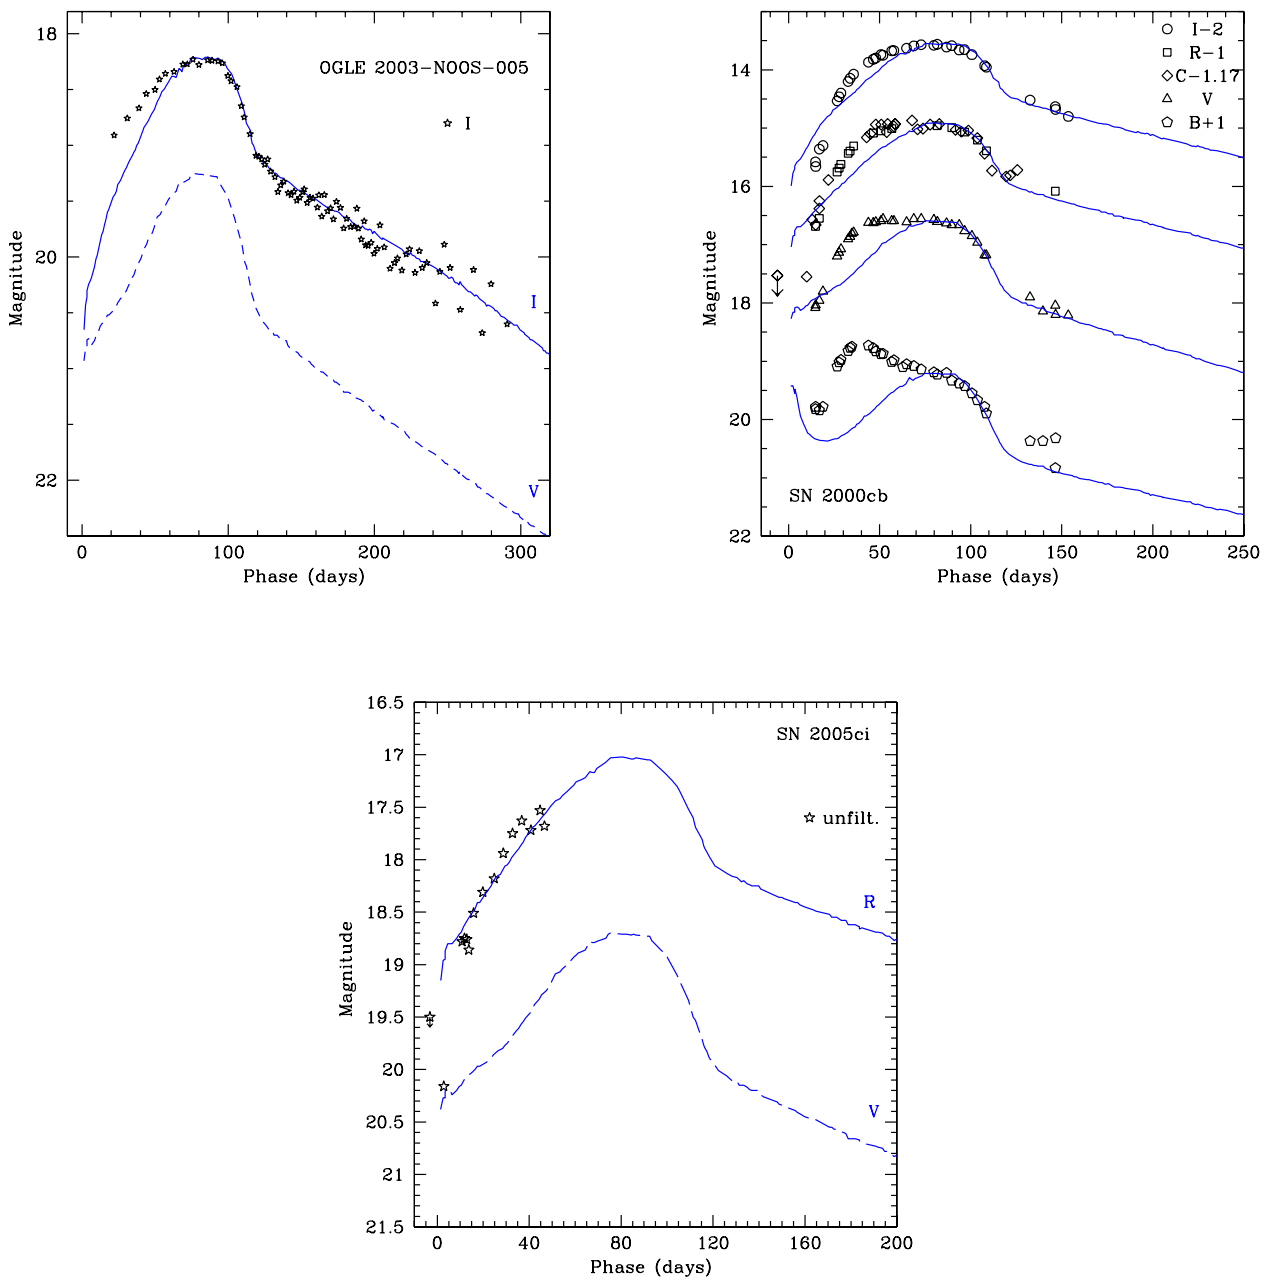 OGLE 2003-NOOS-005
I
I
V
18
20
22
Magnitude
0 100 200 300
Phase (days)
I-2
R-1
C-1.17
V
B+1
SN 2000cb
14
16
18
20
22
Magnitude
0 50 100 150 200 250
Phase (days)
SN 2005ci
unfilt.
R
V
16.5
17
17.5
18
18.5
19
19.5
20
20.5
21
21.5
Magnitude
0 40 80 120 160 200
Phase (days)